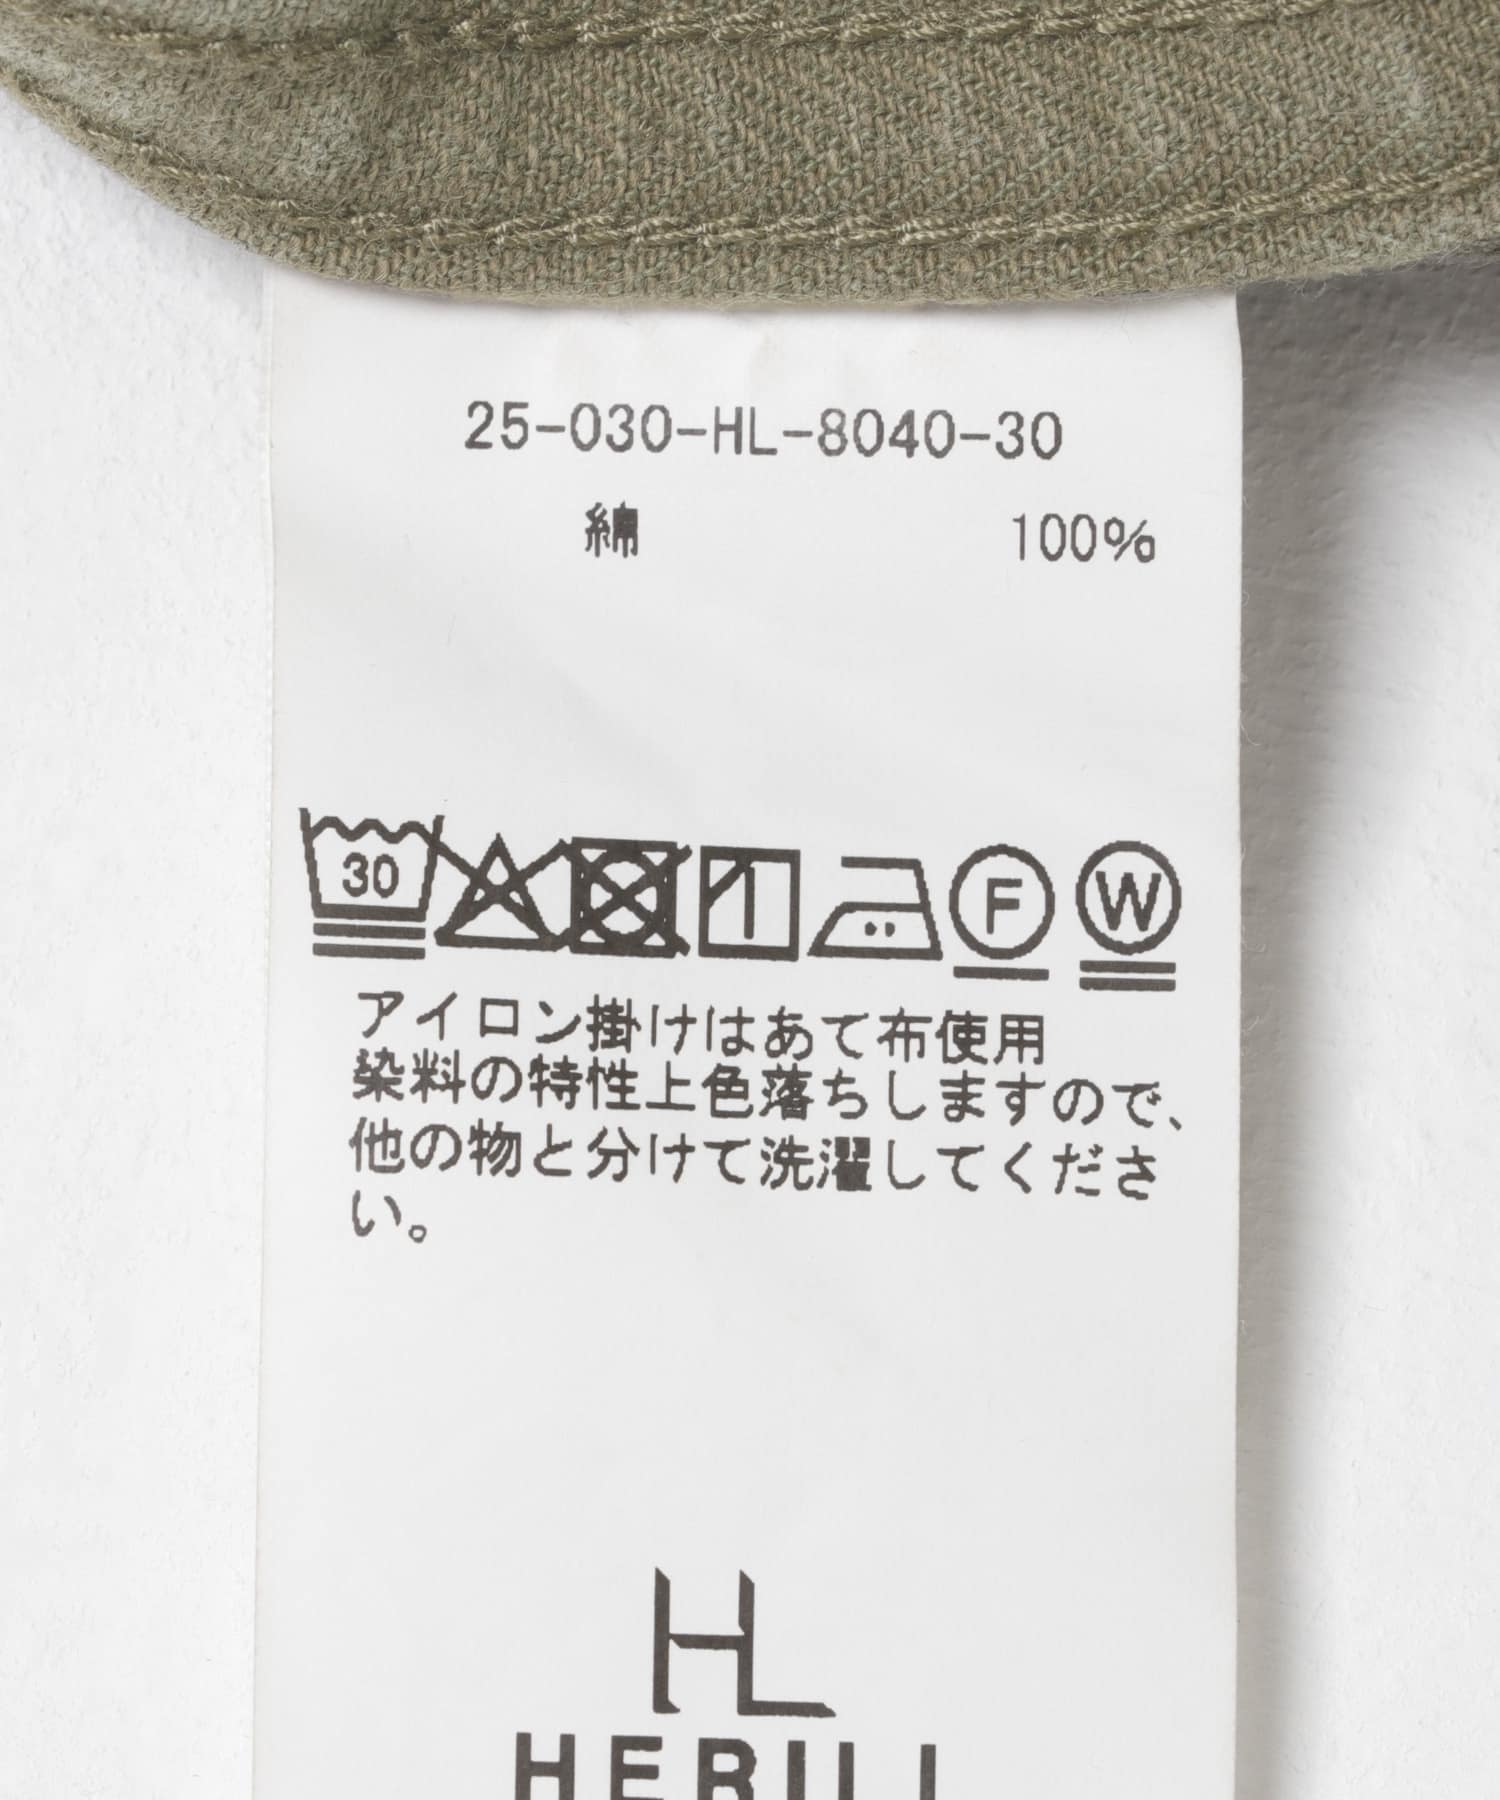 25-030-HL-8040-30
綿 100%
30 F W
アイロン掛けはあて布使用
染料の特性上色落ちしますので、
他の物と分けて洗濯してくださ
い。
HL